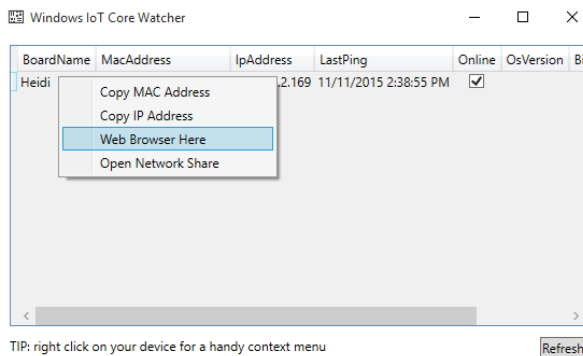 Windows IoT Core Watcher
BoardName MacAddress IpAddress LastPing Online OsVersion
Heidi .2.169 11/11/2015 2:38:55 PM
Copy MAC Address
Copy IP Address
Web Browser Here
Open Network Share
TIP: right click on your device for a handy context menu
Refresh